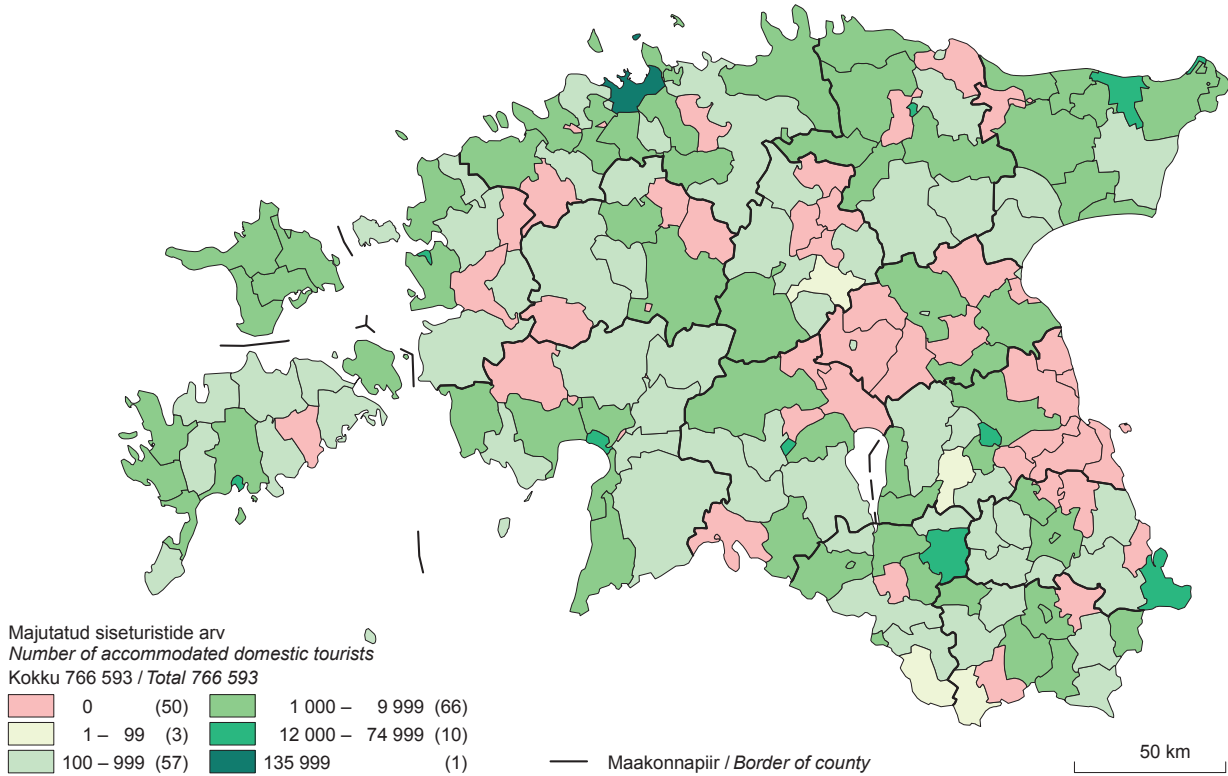 Majutatud siseturistide arv
Number of accommodated domestic tourists
Kokku 766 593 / Total 766 593
0 (50) 1 000 – 9 999 (66)
1 – 99 (3) 12 000 – 74 999 (10)
100 – 999 (57) 135 999 (1)
Maakonnapiir / Border of county
50 km